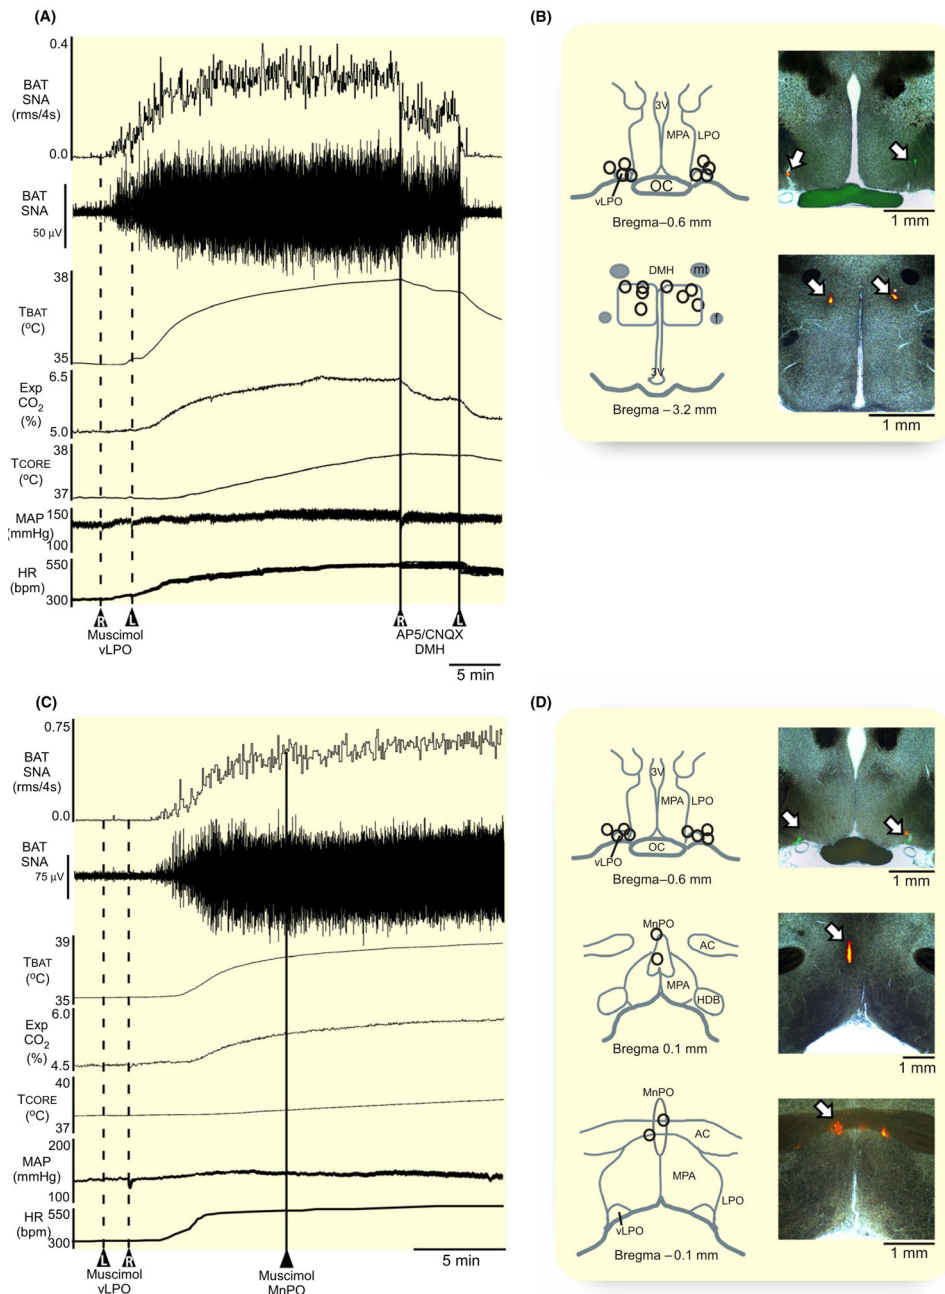 (A)
0.4
BAT
SNA
(rms/4s)
0.0
BAT
SNA
50 µV
38
TBAT
(ºC)
35
6.5
Exp
CO2
(%)
5.0
38
TCORE
(ºC)
37
MAP 150
(mmHg)
100
550
HR
(bpm)
300
R L R L
Muscimol
vLPO
AP5/CNQX
DMH
5 min
(B)
3V
MPA LPO
OC
vLPO
Bregma–0.6 mm
1 mm
DMH mt
f
3V
Bregma –3.2 mm
1 mm
(C)
0.75
BAT
SNA
(rms/4s)
0.0
BAT
SNA
75 µV
39
TBAT
(ºC)
35
6.0
Exp
CO2
(%)
4.5
40
TCORE
(ºC)
37
200
MAP
(mmHg)
100
HR 550
(bpm)
300
L R
Muscimol
vLPO
Muscimol
MnPO
5 min
(D)
3V
MPA LPO
OC
vLPO
Bregma–0.6 mm
1 mm
MnPO
AC
MPA
HDB
Bregma 0.1 mm
1 mm
MnPO
AC
MPA
LPO
vLPO
Bregma –0.1 mm
1 mm